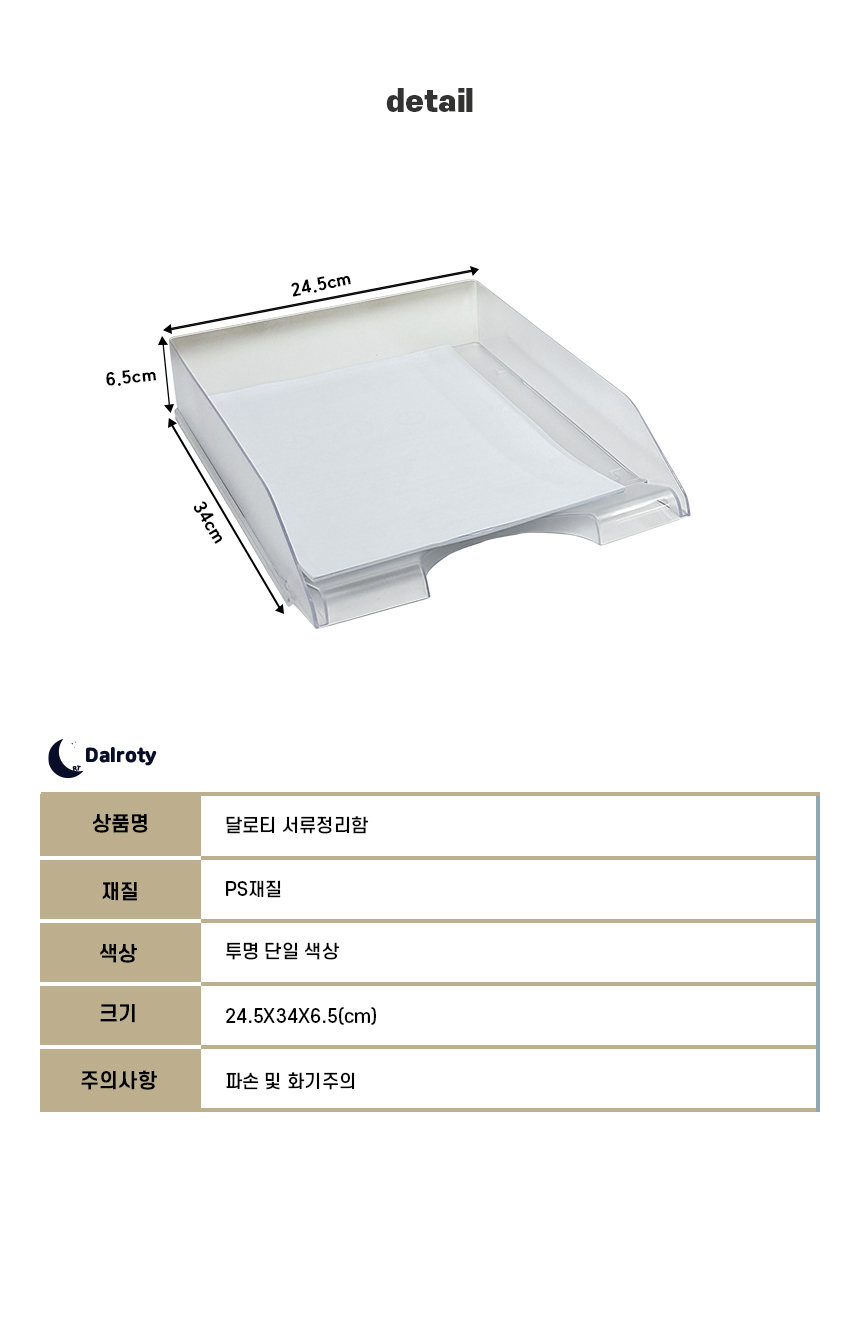 detail
24.5cm
6.5cm
34cm
Dalroty
상품명
달로티 서류정리함
재질
PS재질
색상
투명 단일 색상
크기
24.5X34X6.5(cm)
주의사항
파손 및 화기주의